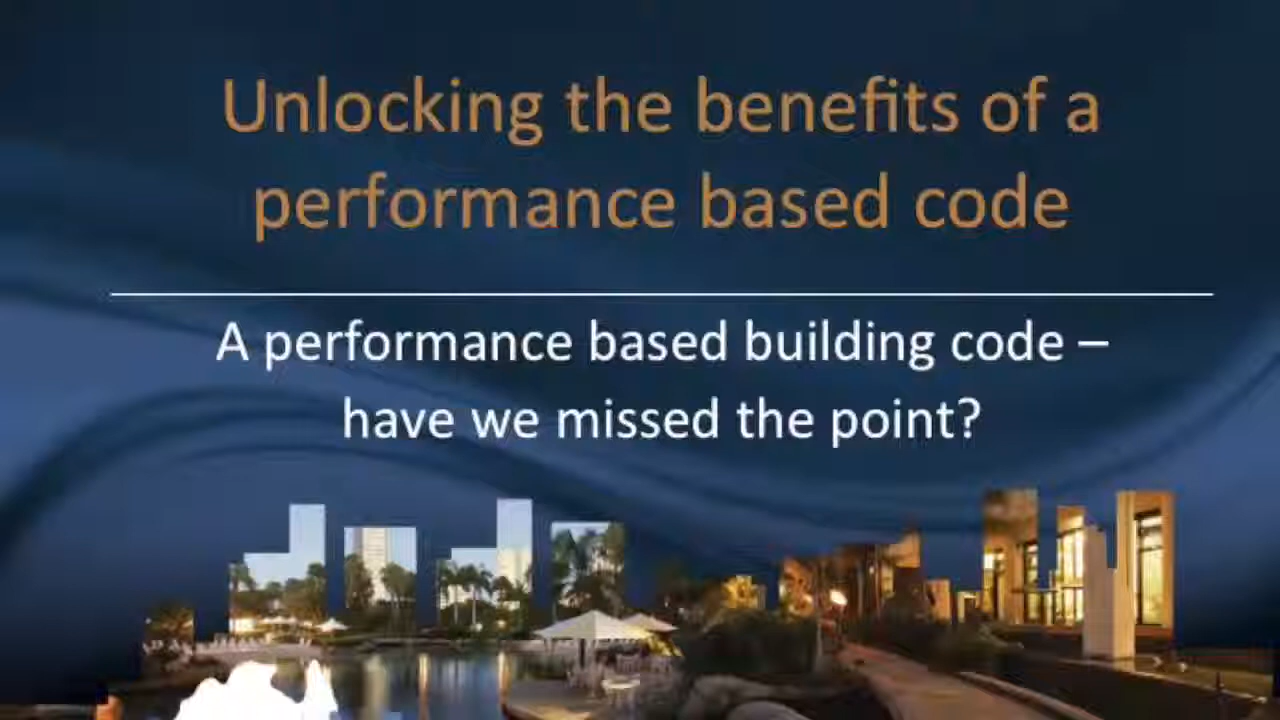 Unlocking the benefits of a
performance based code
A performance based building code –
have we missed the point?